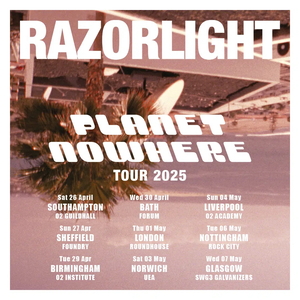 RAZORLIGHT
PLANET
NOWHERE
TOUR 2025
Sat 26 April
SOUTHAMPTON
O2 GUILDHALL
Wed 30 April
BATH
FORUM
Sun 04 May
LIVERPOOL
O2 ACADEMY
Sun 27 Apr
SHEFFIELD
FOUNDRY
Thu 01 May
LONDON
ROUNDHOUSE
Tue 06 May
NOTTINGHAM
ROCK CITY
Tue 29 Apr
BIRMINGHAM
O2 INSTITUTE
Sat 03 May
NORWICH
UEA
Wed 07 May
GLASGOW
SWG3 GALVANIZERS